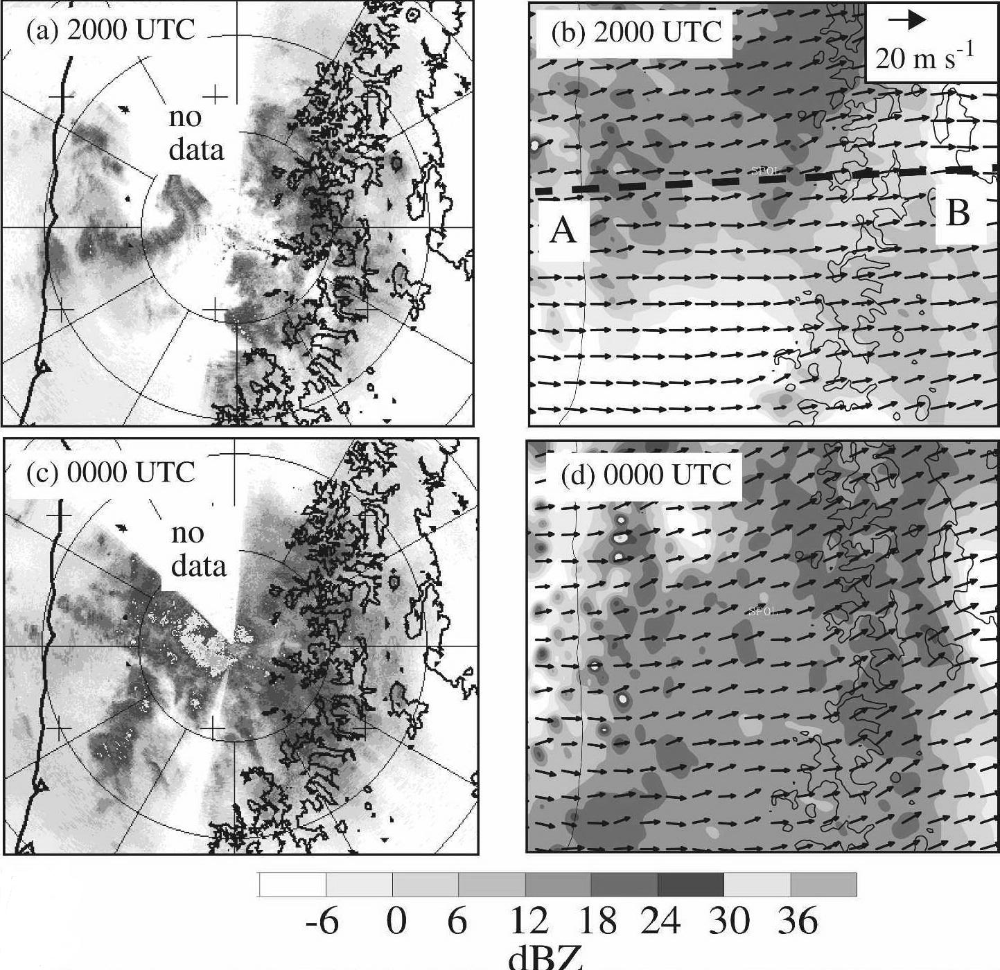 (a) 2000 UTC
no
data
(b) 2000 UTC
20 m s-1
SPOL
A
B
(c) 0000 UTC
no
data
(d) 0000 UTC
SPOL
-6 0 6 12 18 24 30 36
dBZ